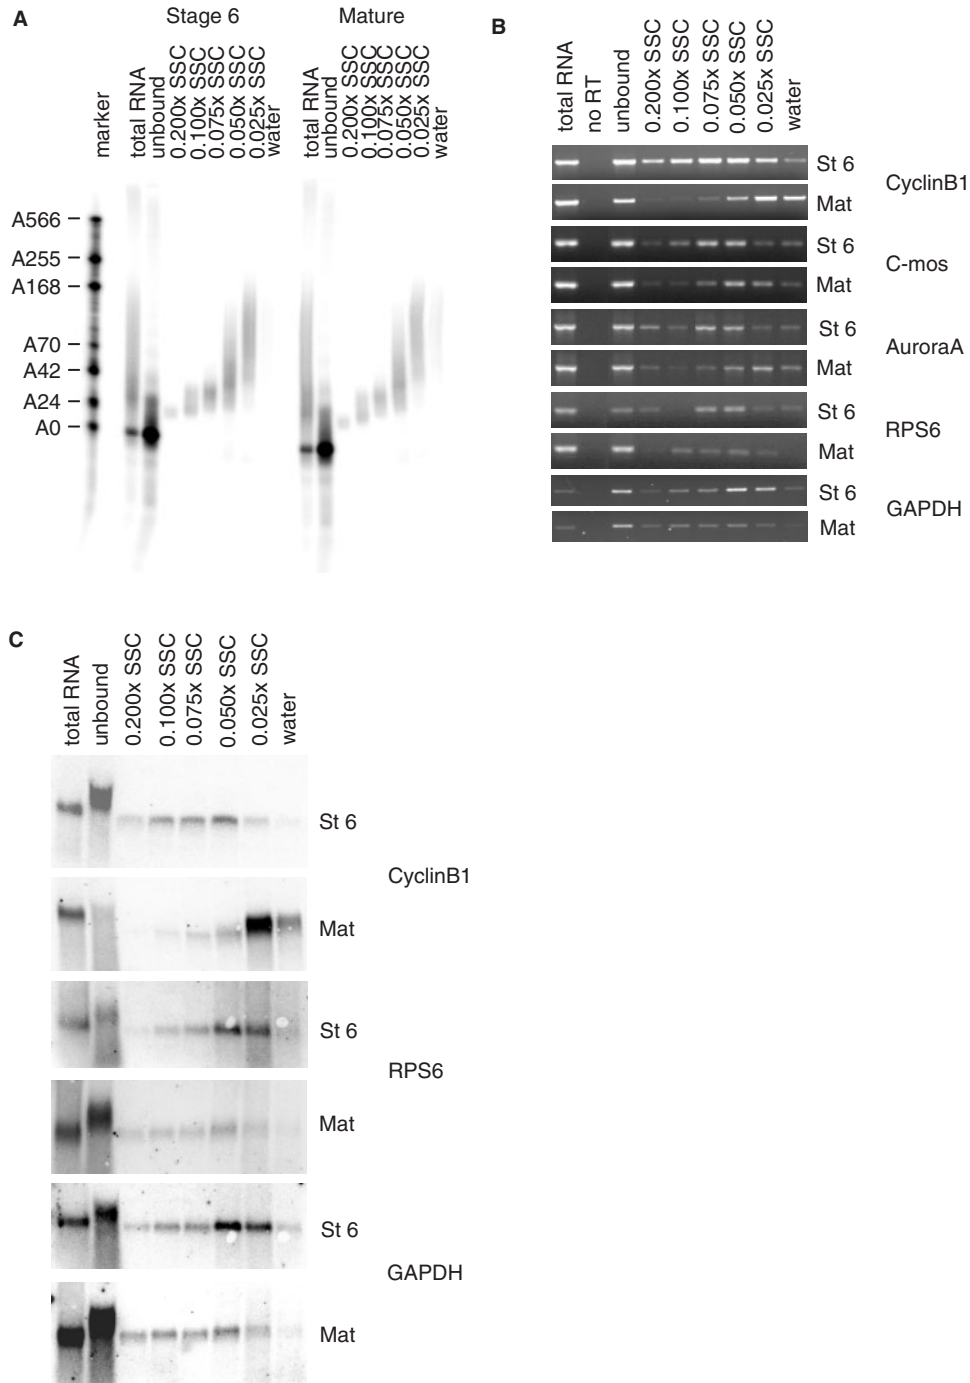 A
Stage 6
Mature
marker
total RNA
unbound
0.200x SSC
0.100x SSC
0.075x SSC
0.050x SSC
0.025x SSC
water
total RNA
unbound
0.200x SSC
0.100x SSC
0.075x SSC
0.050x SSC
0.025x SSC
water
A566
A255
A168
A70
A42
A24
A0
B
total RNA
no RT
unbound
0.200x SSC
0.100x SSC
0.075x SSC
0.050x SSC
0.025x SSC
water
St 6
CyclinB1
Mat
St 6
C-mos
Mat
St 6
AuroraA
Mat
St 6
RPS6
Mat
St 6
GAPDH
Mat
C
total RNA
unbound
0.200x SSC
0.100x SSC
0.075x SSC
0.050x SSC
0.025x SSC
water
St 6
CyclinB1
Mat
St 6
RPS6
Mat
St 6
GAPDH
Mat